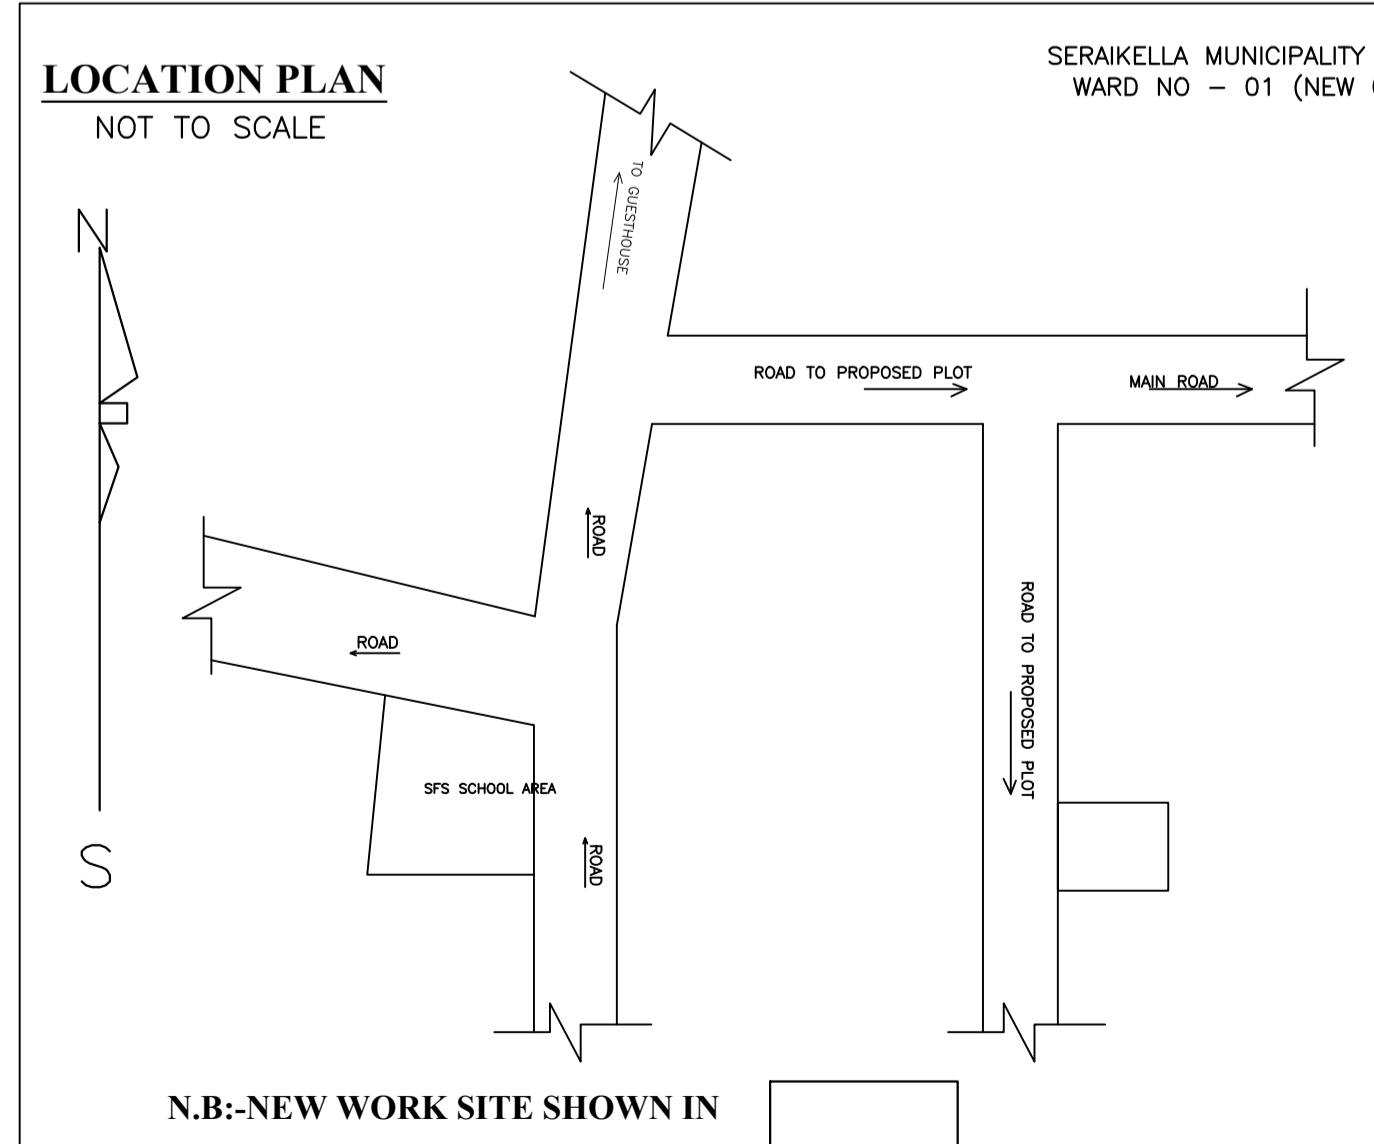 LOCATION PLAN
NOT TO SCALE
SERAIKELLA MUNICIPALITY
WARD NO - 01 (NEW
N
TO GUESTHOUSE
ROAD TO PROPOSED PLOT
MAIN ROAD
ROAD
ROAD
ROAD TO PROPOSED PLOT
SFS SCHOOL AREA
ROAD
S
N.B:-NEW WORK SITE SHOWN IN